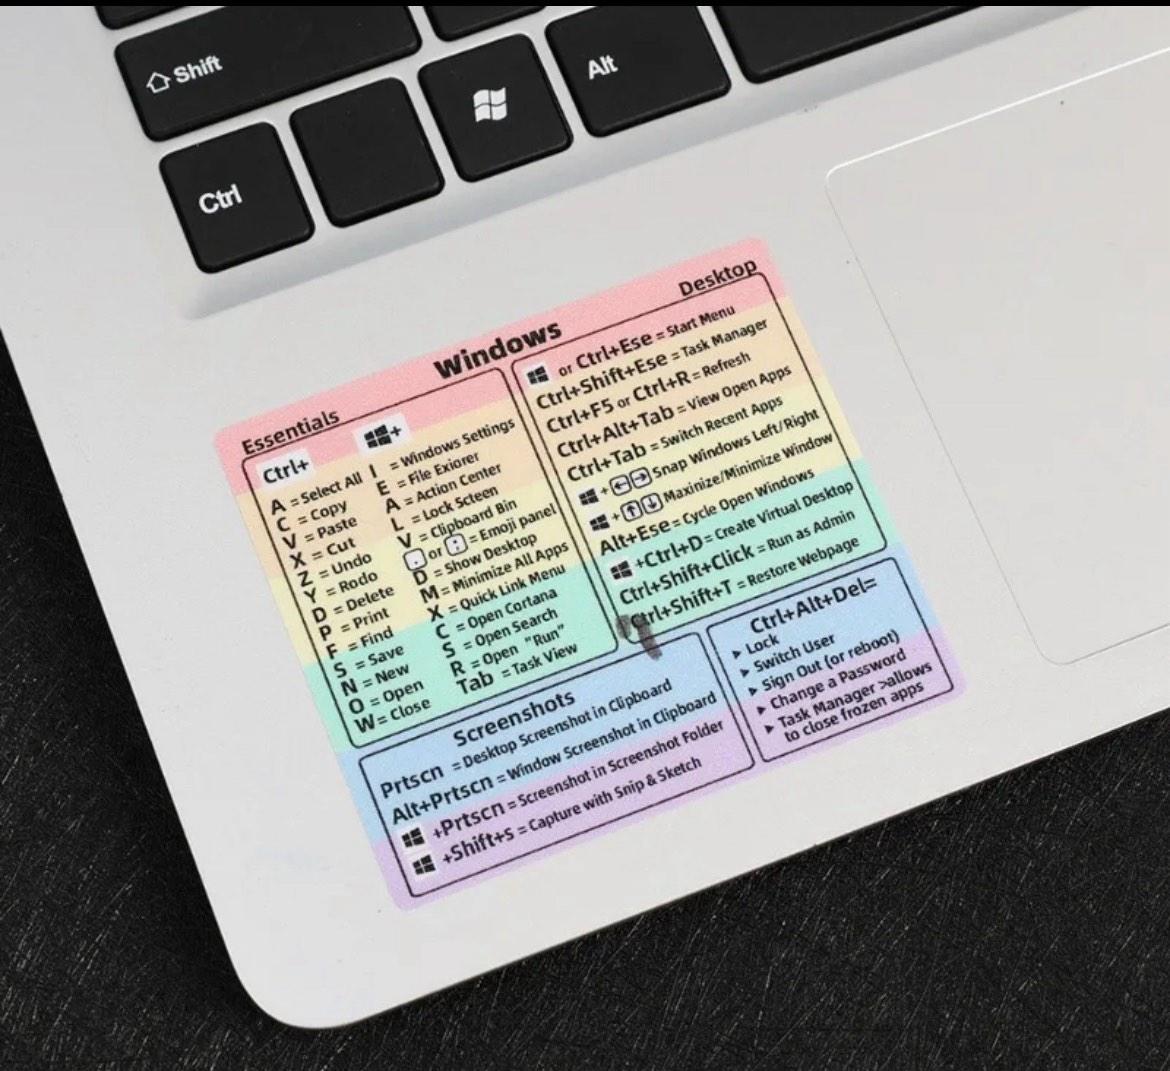 Shift
Alt
Ctrl
Windows
Essentials
Ctrl+
A = Select All
C = Copy
V = Paste
X = Cut
Z = Undo
Y = Rodo
D = Delete
P = Print
F = Find
S = Save
N = New
O = Open
W= Close
+
I = Windows Settings
E = File Exiorer
A = Action Center
L = Lock Scteen
V = Clipboard Bin
. or ; = Emoji panel
D = Show Desktop
M = Minimize All Apps
X = Quick Link Menu
C = Open Cortana
S = Open Search
R = Open "Run"
Tab = Task View
Desktop
or Ctrl+Ese = Start Menu
Ctrl+Shift+Ese = Task Manager
Ctrl+F5 or Ctrl+R = Refresh
Ctrl+Alt+Tab = View Open Apps
Ctrl+Tab = Switch Recent Apps
+ ← → Snap Windows Left/Right
+ ↑ ↓ Maxinize/Minimize Window
Alt+Ese= Cycle Open Windows
+Ctrl+D= Create Virtual Desktop
Ctrl+Shift+Click = Run as Admin
Ctrl+Shift+T = Restore Webpage
Screenshots
Prtscn = Desktop Screenshot in Clipboard
Alt+Prtscn = Window Screenshot in Clipboard
+Prtscn = Screenshot in Screenshot Folder
+Shift+s = Capture with Snip & Sketch
Ctrl+Alt+Del=
Lock
Switch User
Sign Out (or reboot)
Change a Password
Task Manager >allows
to close frozen apps